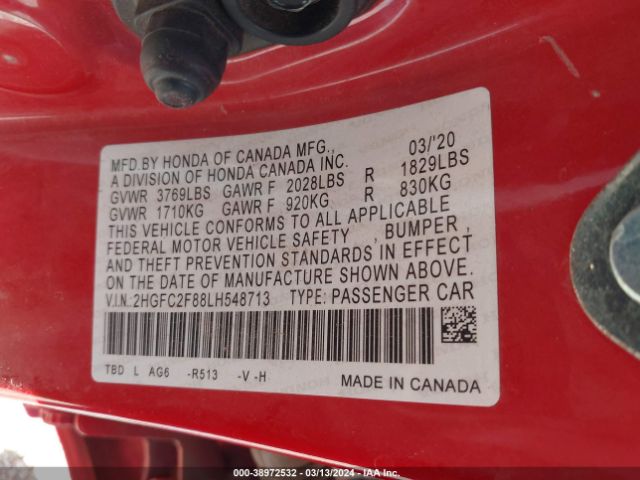 MFD.BY HONDA OF CANADA MFG., 03/'20
A DIVISION OF HONDA CANADA INC.
GVWR 3769LBS GAWR F 2028LBS R 1829LBS
GVWR 1710KG GAWR F 920KG R 830KG
THIS VEHICLE CONFORMS TO ALL APPLICABLE
FEDERAL MOTOR VEHICLE SAFETY , BUMPER ,
AND THEFT PREVENTION STANDARDS IN EFFECT
ON THE DATE OF MANUFACTURE SHOWN ABOVE.
V.I.N.:2HGFC2F88LH548713 TYPE: PASSENGER CAR
TBD L AG6 -R513 -V -H
MADE IN CANADA
000-38972532 - 03/13/2024 - IAA Inc.